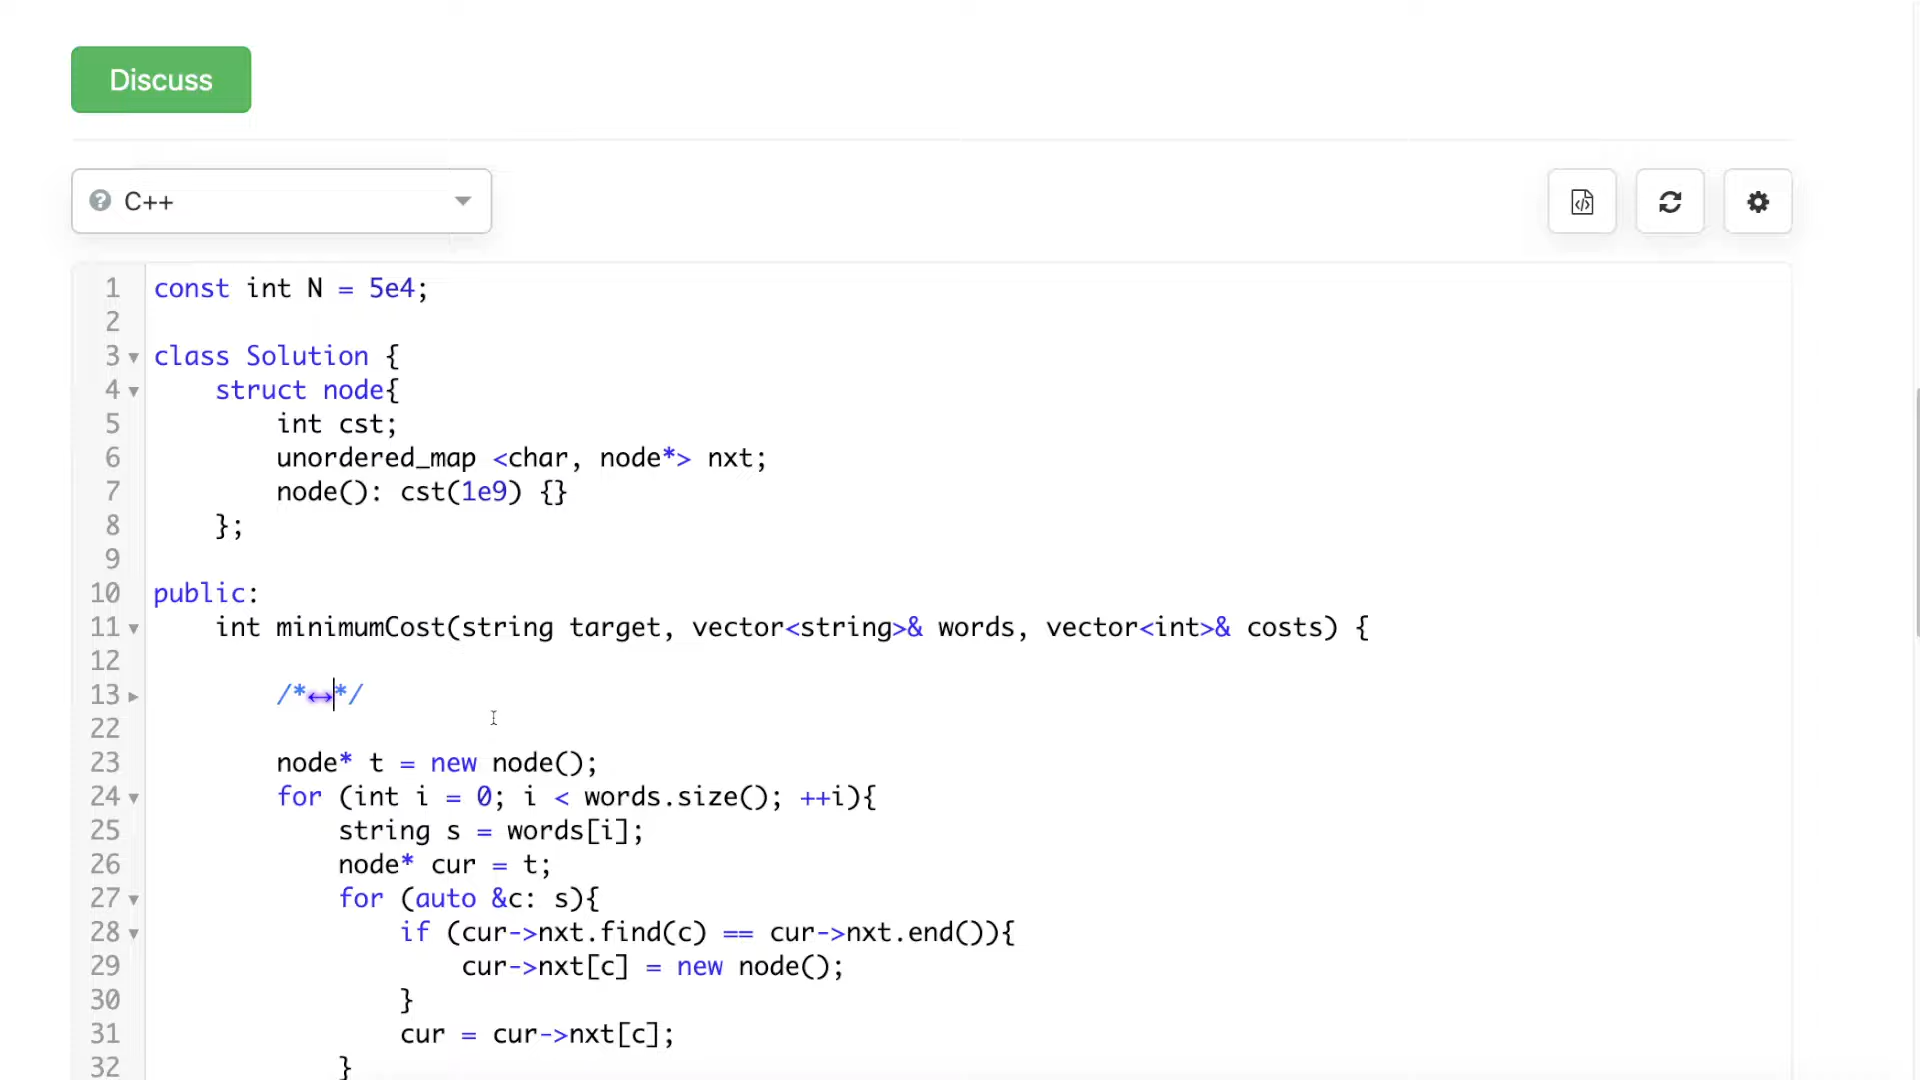 Discuss
C++
1 const int N = 5e4;
2
3 class Solution {
4     struct node{
5         int cst;
6         unordered_map <char, node*> nxt;
7         node(): cst(1e9) {}
8     };
9
10 public:
11     int minimumCost(string target, vector<string>& words, vector<int>& costs) {
12
13         /*↔*/
22
23         node* t = new node();
24         for (int i = 0; i < words.size(); ++i){
25             string s = words[i];
26             node* cur = t;
27             for (auto &c: s){
28                 if (cur->nxt.find(c) == cur->nxt.end()){
29                     cur->nxt[c] = new node();
30                 }
31                 cur = cur->nxt[c];
32             }